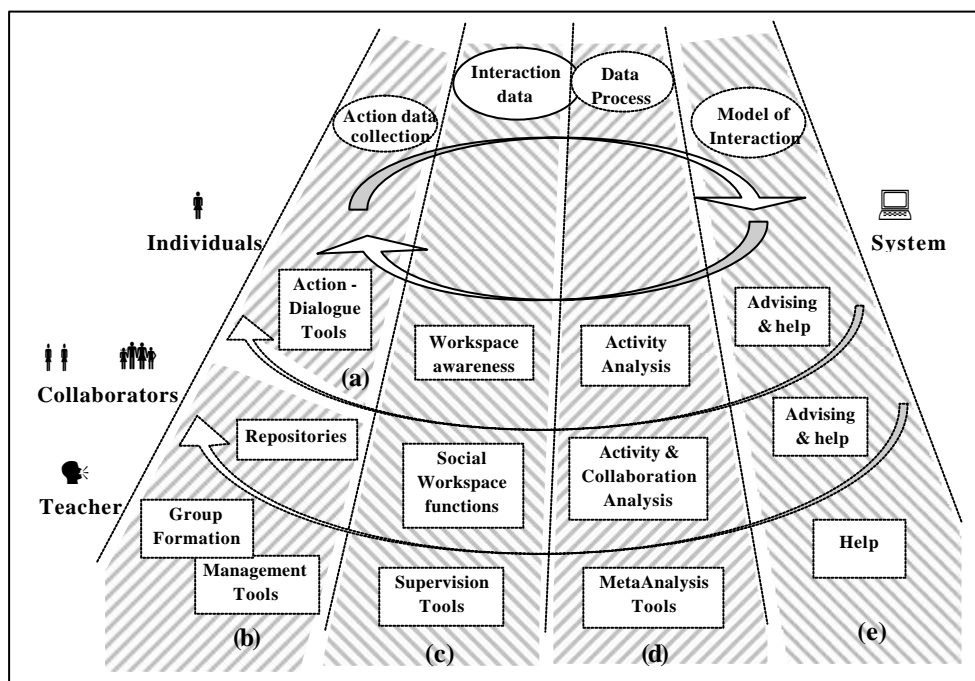 Interaction
data
Data
Process
Action data
collection
Model of
Interaction
Individuals
System
Action -
Dialogue
Tools
Advising
& help
Workspace
awareness
Activity
Analysis
(a)
Collaborators
Repositories
Advising
& help
Social
Workspace
functions
Activity &
Collaboration
Analysis
Teacher
Group
Formation
Help
Management
Tools
Supervision
Tools
MetaAnalysis
Tools
(b)
(c)
(d)
(e)